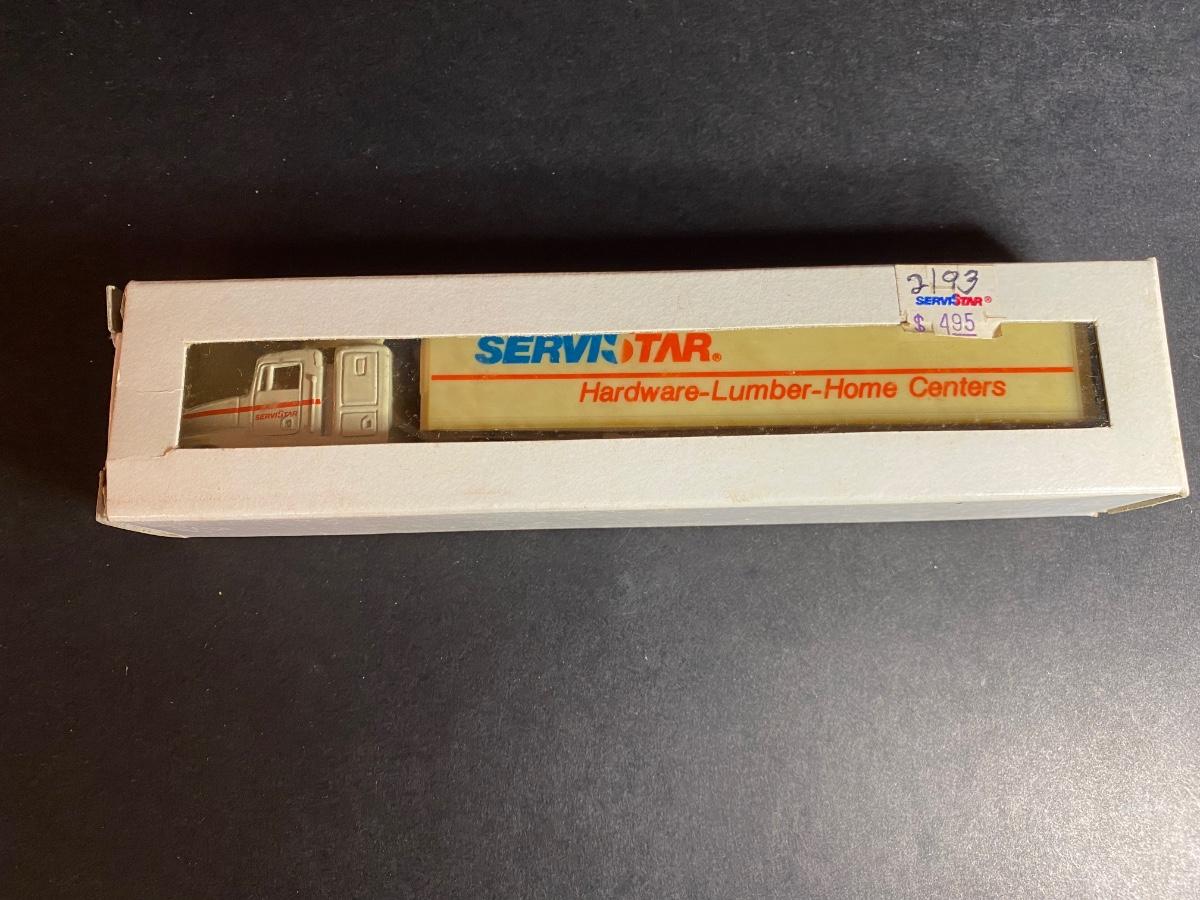 2193
SERVISTAR®
$ 495
SERVISTAR®
Hardware-Lumber-Home Centers
SERVISTAR